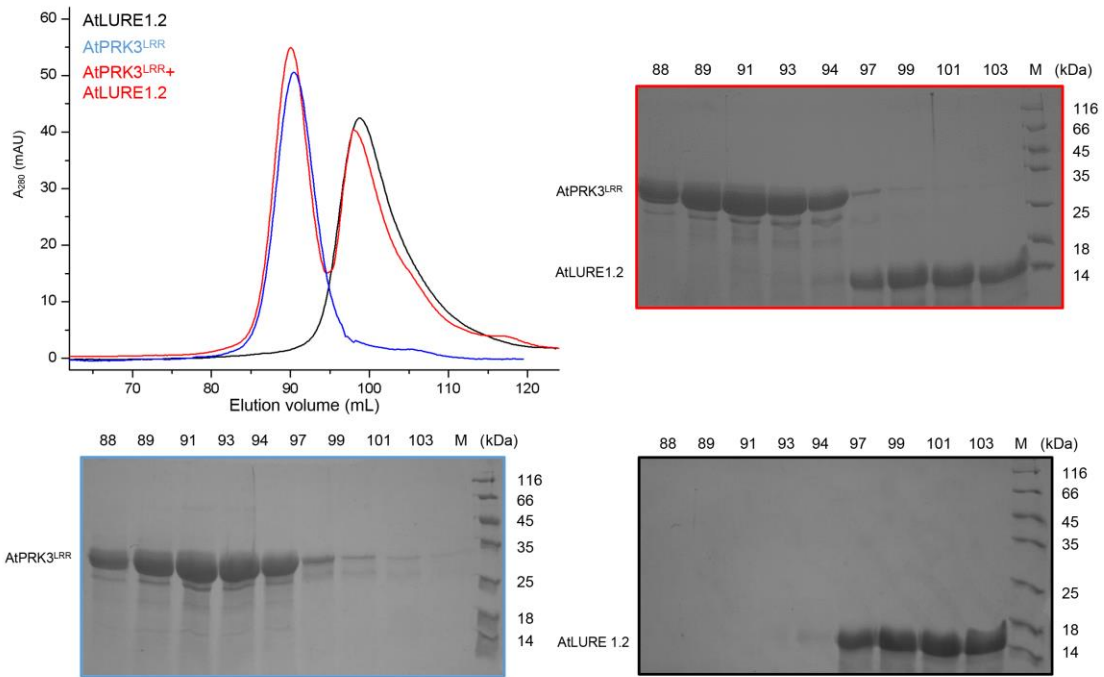 AtLURE1.2
AtPRK3LRR
AtPRK3LRR+
AtLURE1.2
60
50
40
30
20
10
0
A280 (mAU)
70 80 90 100 110 120
Elution volume (mL)
88 89 91 93 94 97 99 101 103 M (kDa)
116
66
45
35
25
18
14
AtPRK3LRR
AtLURE1.2
88 89 91 93 94 97 99 101 103 M (kDa)
116
66
45
35
25
18
14
AtPRK3LRR
88 89 91 93 94 97 99 101 103 M (kDa)
116
66
45
35
25
18
14
AtLURE 1.2